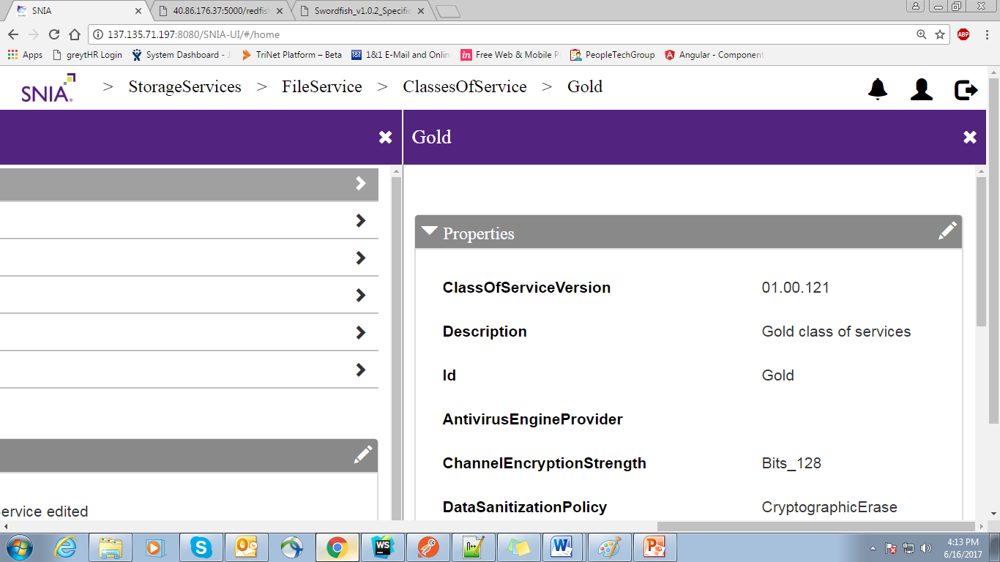 SNIA
40.86.176.37:5000/redfis
Swordfish_v1.0.2_Specific
137.135.71.197:8080/SNIA-UI/#/home
ABP
Apps
greytHR Login
System Dashboard - J
TriNet Platform – Beta
1&1 E-Mail and Onlin
Free Web & Mobile P
PeopleTechGroup
Angular - Component
SNIA.
> StorageServices > FileService > ClassesOfService > Gold
Gold
Properties
ClassOfServiceVersion 01.00.121
Description Gold class of services
Id Gold
AntivirusEngineProvider
ChannelEncryptionStrength Bits_128
DataSanitizationPolicy CryptographicErase
ervice edited
4:13 PM
6/16/2017